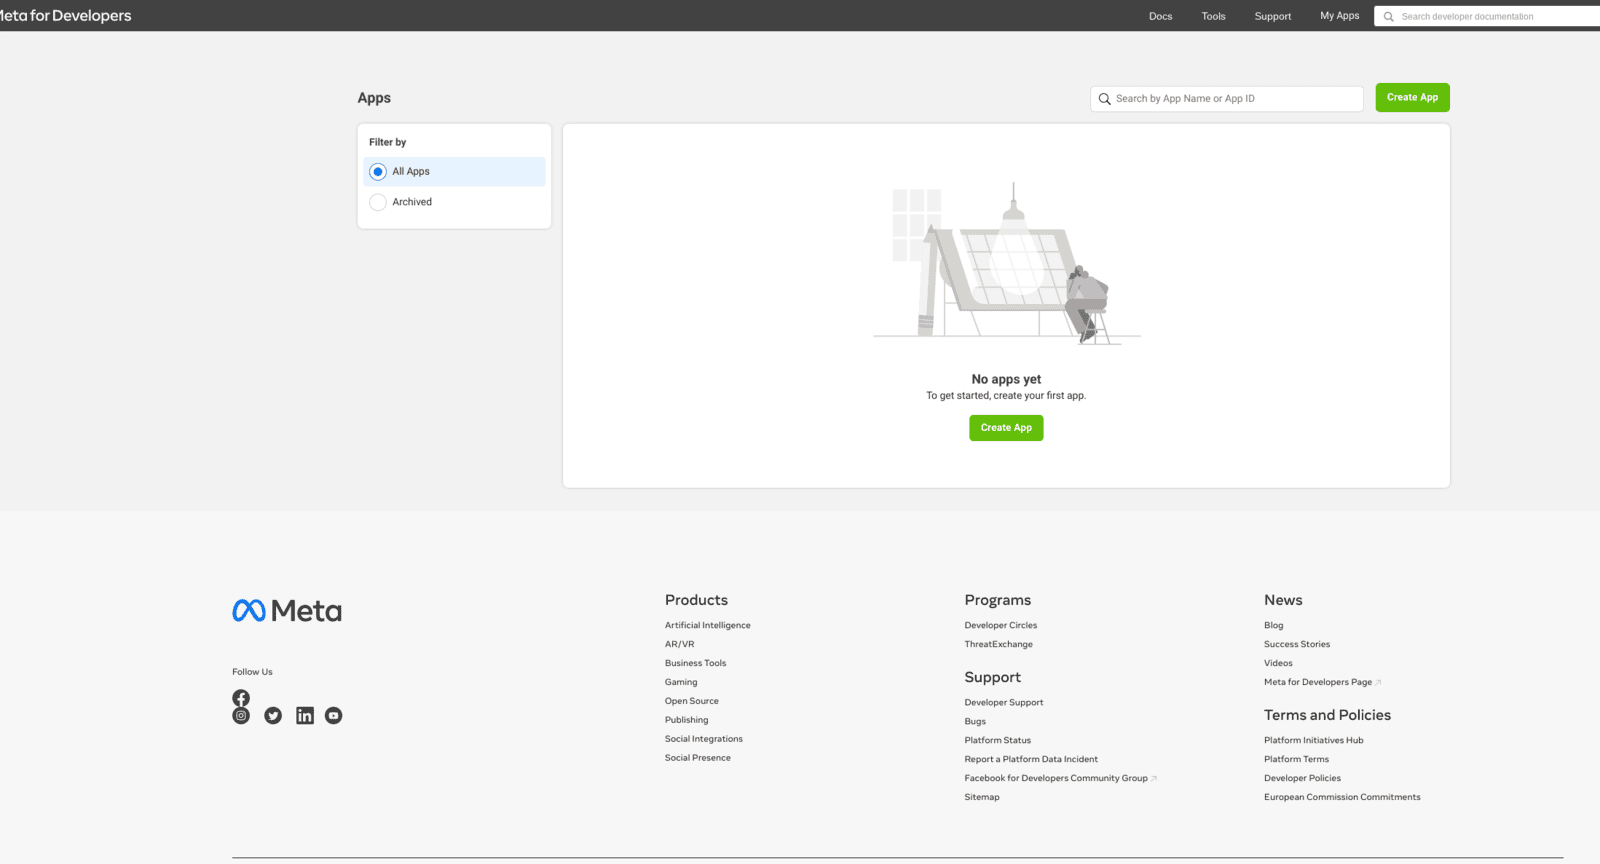 Meta for Developers
Docs
Tools
Support
My Apps
Search developer documentation
Apps
Search by App Name or App ID
Create App
Filter by
All Apps
Archived
No apps yet
To get started, create your first app.
Create App
Meta
Follow Us
in
Products
Artificial Intelligence
AR/VR
Business Tools
Gaming
Open Source
Publishing
Social Integrations
Social Presence
Programs
Developer Circles
ThreatExchange
Support
Developer Support
Bugs
Platform Status
Report a Platform Data Incident
Facebook for Developers Community Group
Sitemap
News
Blog
Success Stories
Videos
Meta for Developers Page
Terms and Policies
Platform Initiatives Hub
Platform Terms
Developer Policies
European Commission Commitments